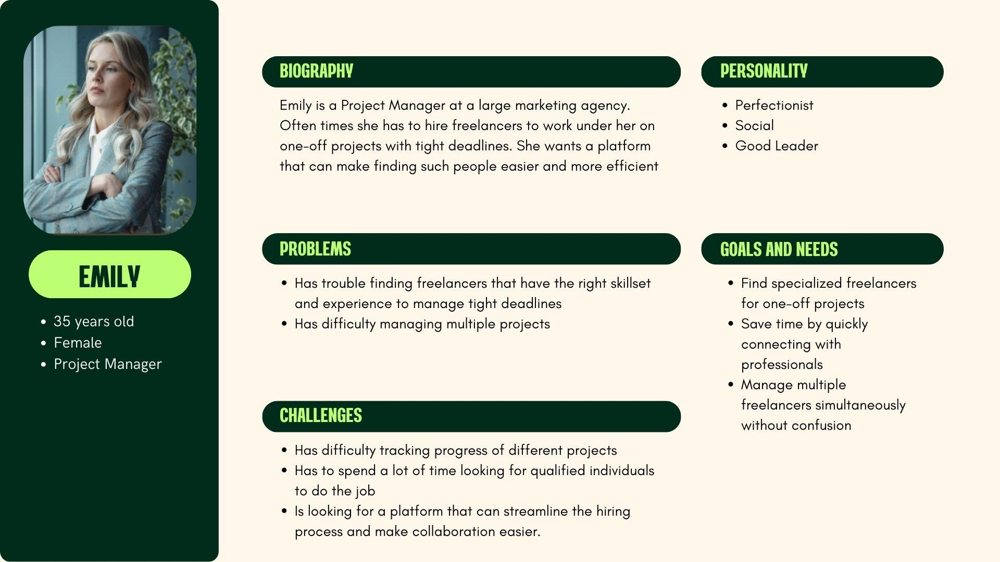 EMILY
• 35 years old
• Female
• Project Manager
BIOGRAPHY
Emily is a Project Manager at a large marketing agency.
Often times she has to hire freelancers to work under her on
one-off projects with tight deadlines. She wants a platform
that can make finding such people easier and more efficient
PERSONALITY
• Perfectionist
• Social
• Good Leader
PROBLEMS
• Has trouble finding freelancers that have the right skillset
and experience to manage tight deadlines
• Has difficulty managing multiple projects
GOALS AND NEEDS
• Find specialized freelancers
for one-off projects
• Save time by quickly
connecting with
professionals
• Manage multiple
freelancers simultaneously
without confusion
CHALLENGES
• Has difficulty tracking progress of different projects
• Has to spend a lot of time looking for qualified individuals
to do the job
• Is looking for a platform that can streamline the hiring
process and make collaboration easier.